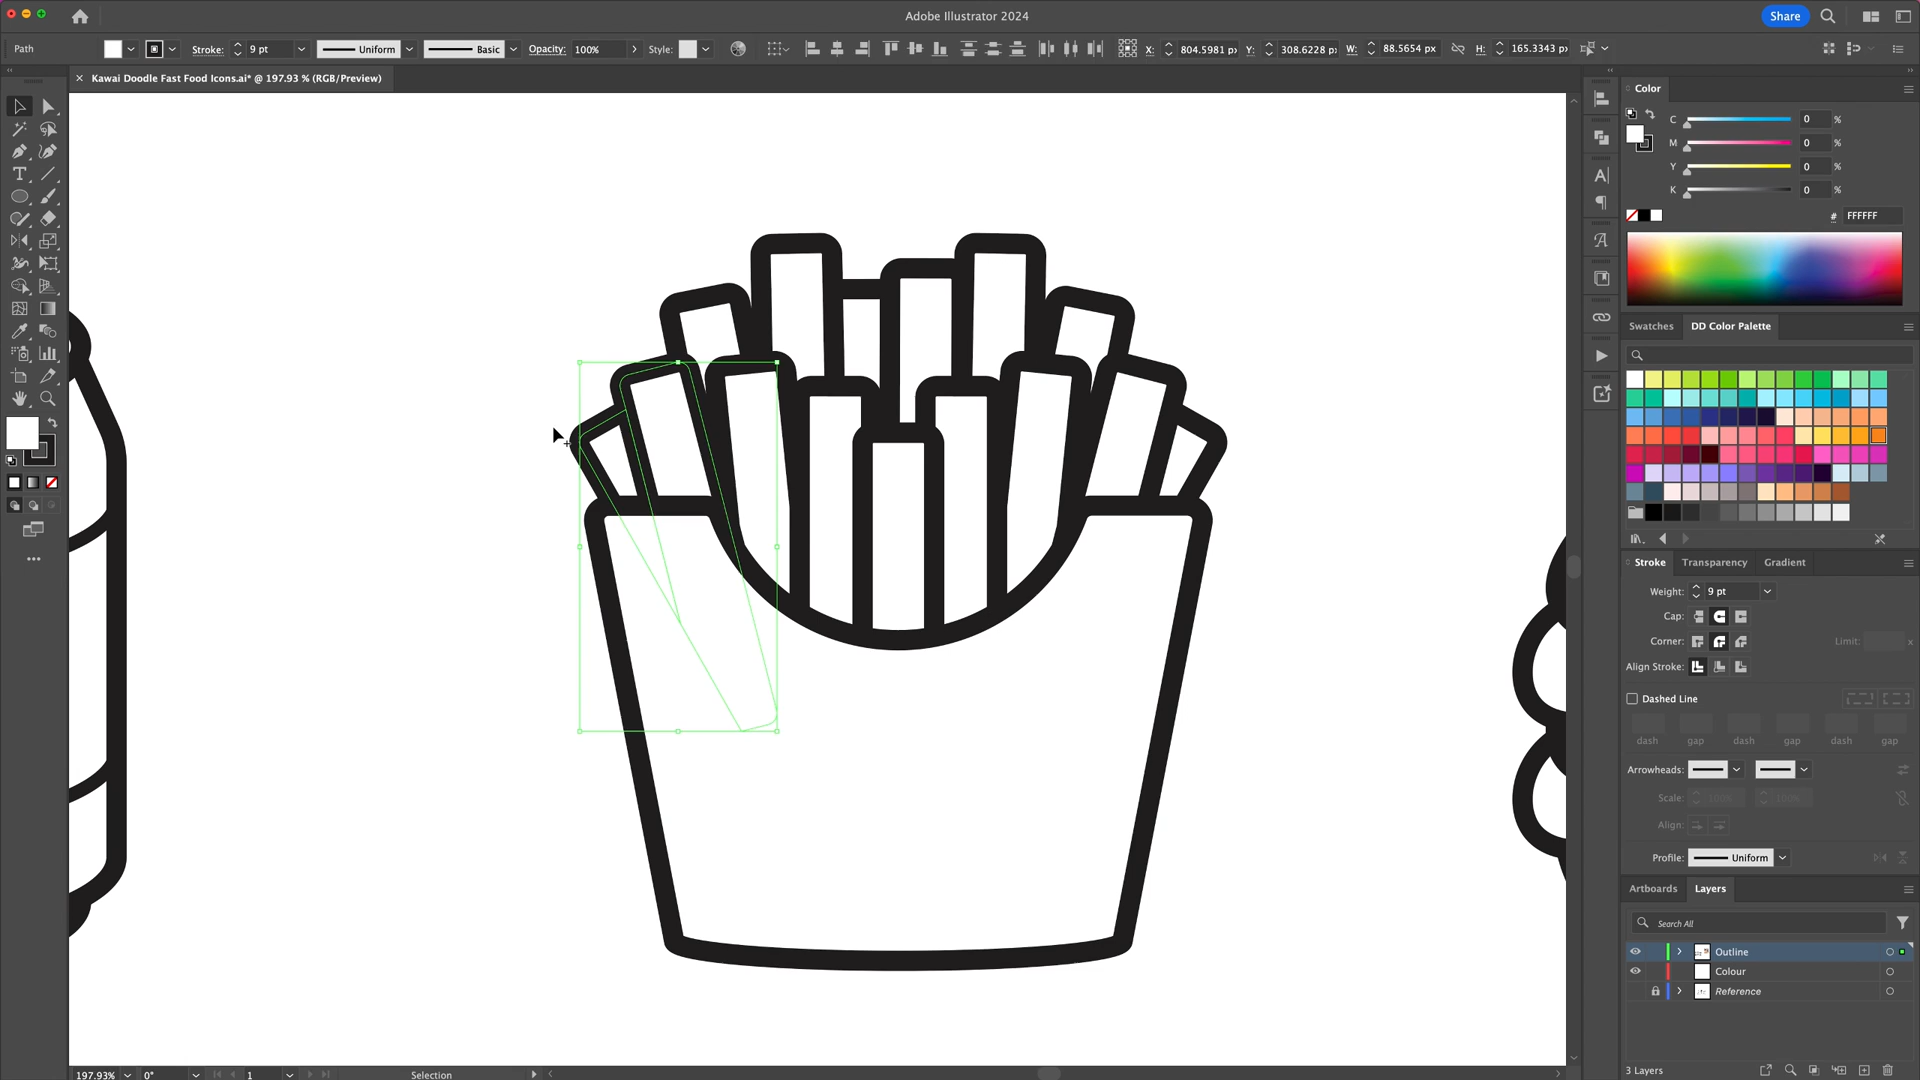 Adobe Illustrator 2024
Share
Path
Stroke:
9 pt
Uniform
Basic
Opacity:
100%
Style:
X:
804.5981 p
Y:
308.6228 p
W:
88.5654 px
H:
165.3343 p
Kawai Doodle Fast Food Icons.ai* @ 197.93 % (RGB/Preview)
Color
C
0
%
M
0
%
Y
0
%
K
0
%
#
FFFFFF
Swatches
DD Color Palette
Stroke
Transparency
Gradient
Weight:
9 pt
Cap:
Corner:
Limit:
x
Align Stroke:
Dashed Line
dash
gap
dash
gap
dash
gap
Arrowheads:
Scale:
100%
100%
Align:
Profile:
Uniform
Artboards
Layers
Search All
Outline
Colour
Reference
3 Layers
197.93%
0°
1
Selection